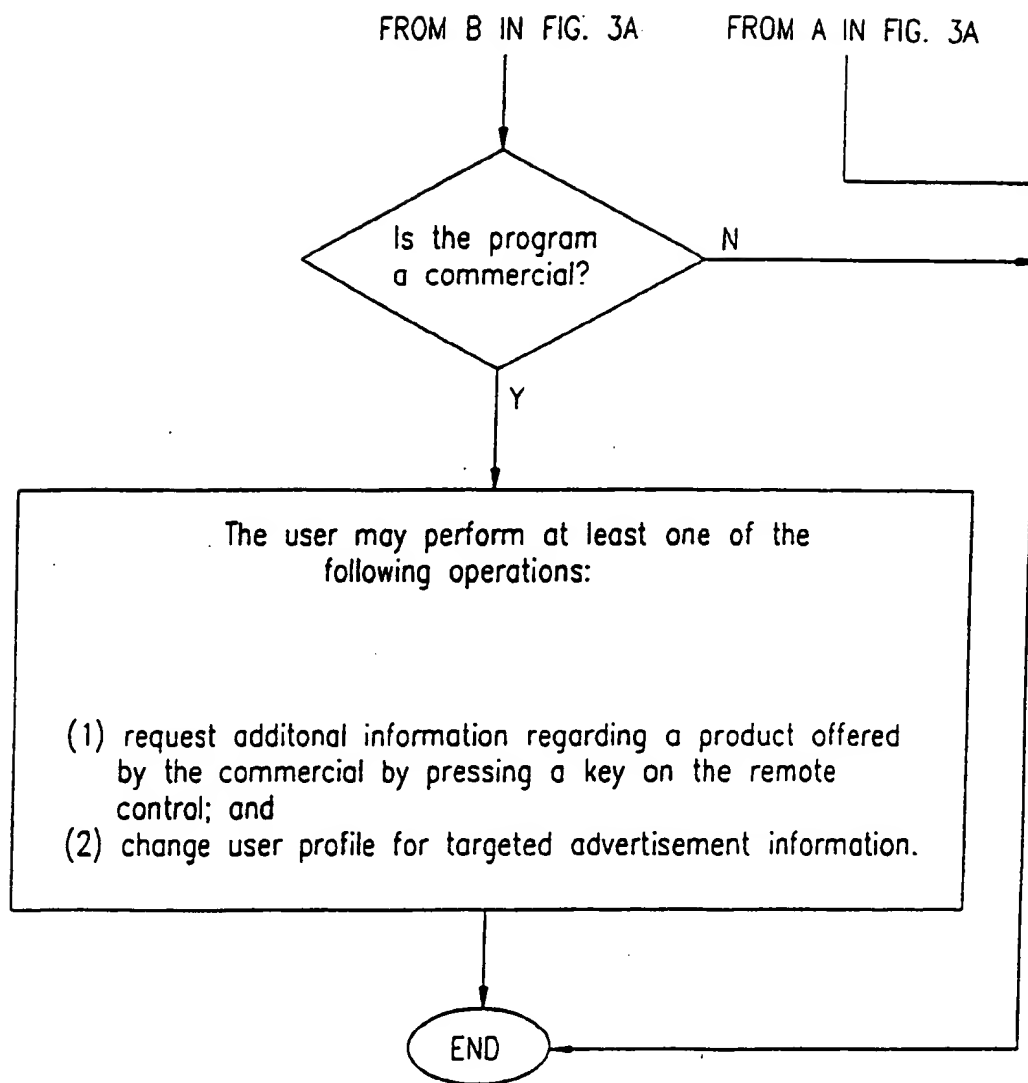 FROM B IN FIG. 3A
FROM A IN FIG. 3A
Is the program
a commercial?
N
Y
The user may perform at least one of the
following operations:
(1) request additonal information regarding a product offered
by the commercial by pressing a key on the remote
control; and
(2) change user profile for targeted advertisement information.
END